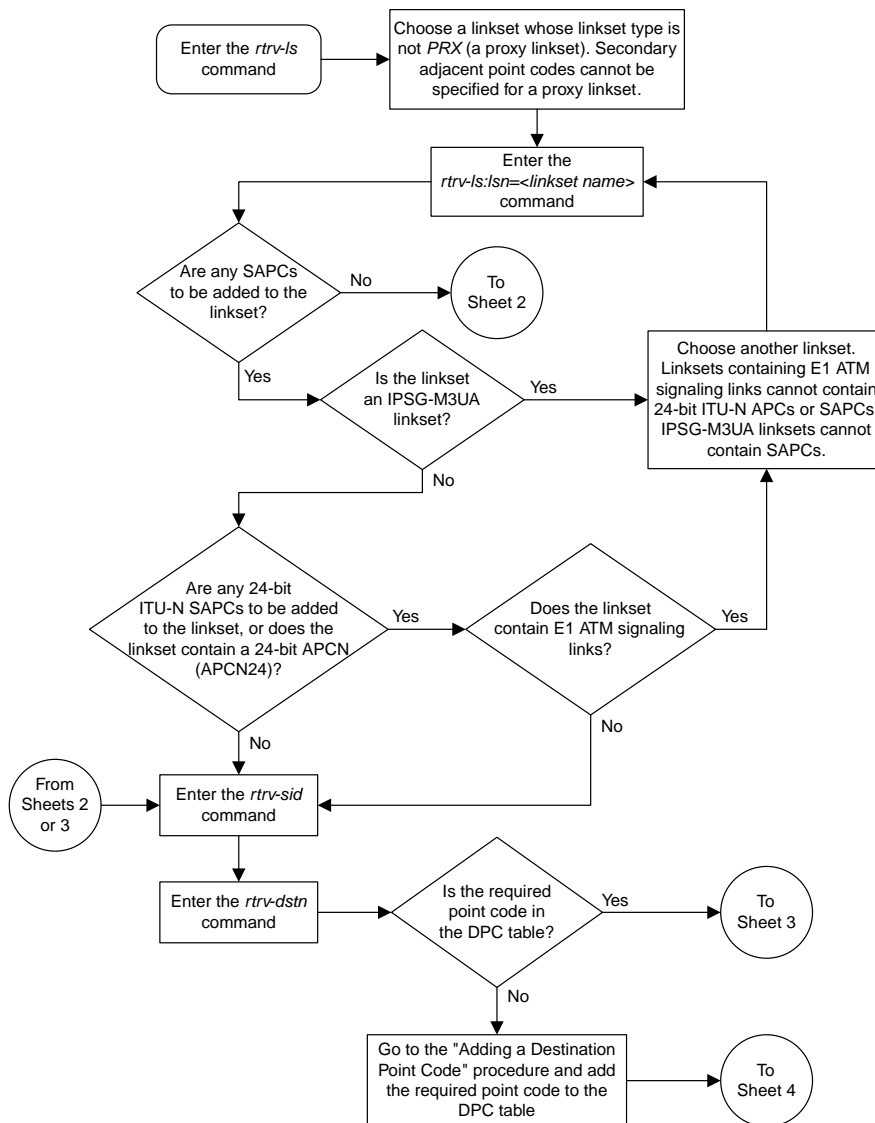 Enter the rtrv-ls
command
Choose a linkset whose linkset type is
not PRX (a proxy linkset). Secondary
adjacent point codes cannot be
specified for a proxy linkset.
Enter the
rtrv-ls:lsn=<linkset name>
command
Are any SAPCs
to be added to the
linkset?
No
To
Sheet 2
Yes
Is the linkset
an IPSG-M3UA
linkset?
Yes
Choose another linkset.
Linksets containing E1 ATM
signaling links cannot contain
24-bit ITU-N APCs or SAPCs
IPSG-M3UA linksets cannot
contain SAPCs.
No
Are any 24-bit
ITU-N SAPCs to be added
to the linkset, or does the
linkset contain a 24-bit APCN
(APCN24)?
Yes
Does the linkset
contain E1 ATM signaling
links?
Yes
No
No
From
Sheets 2
or 3
Enter the rtrv-sid
command
Enter the rtrv-dstn
command
Is the required
point code in
the DPC table?
Yes
To
Sheet 3
No
Go to the "Adding a Destination
Point Code" procedure and add
the required point code to the
DPC table
To
Sheet 4